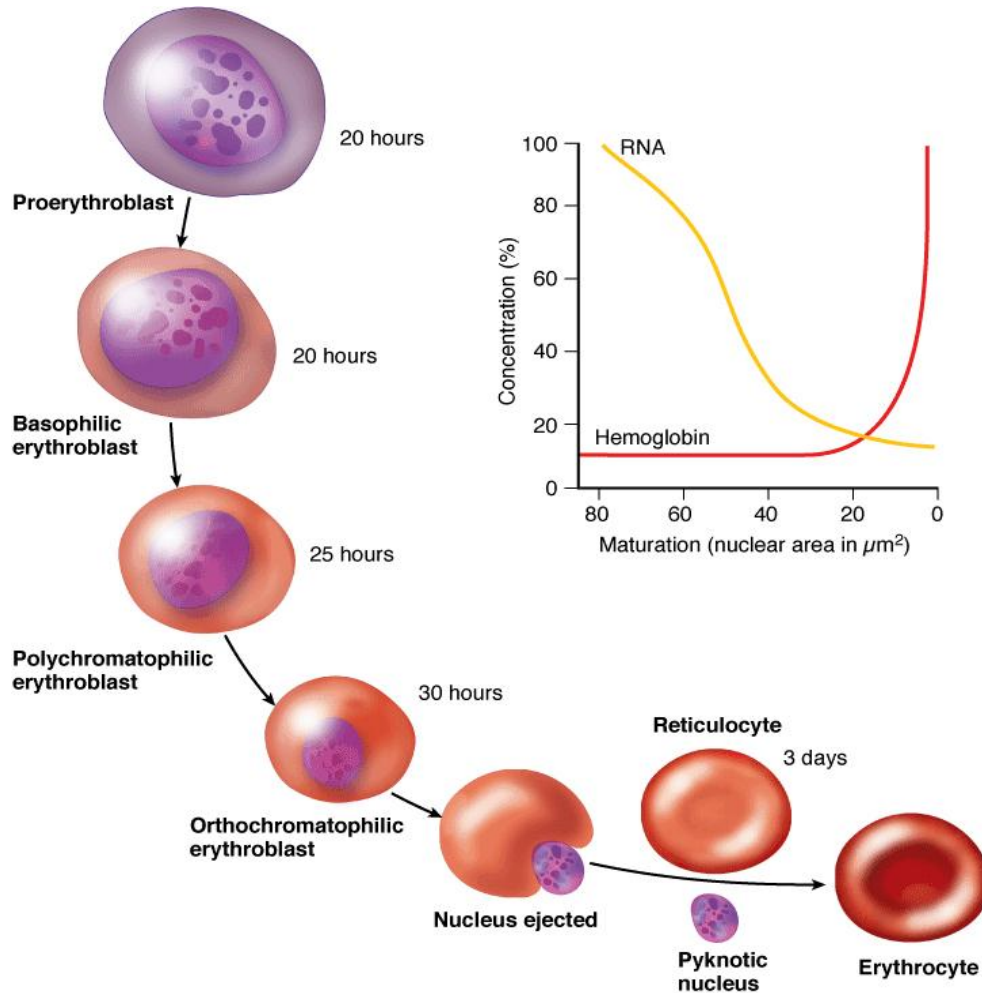 20 hours
Proerythroblast
20 hours
Basophilic
erythroblast
25 hours
Polychromatophilic
erythroblast
30 hours
Orthochromatophilic
erythroblast
Nucleus ejected
Reticulocyte
3 days
Pyknotic
nucleus
Erythrocyte
Concentration (%)
100
80
60
40
20
0
RNA
Hemoglobin
80 60 40 20 0
Maturation (nuclear area in μm²)